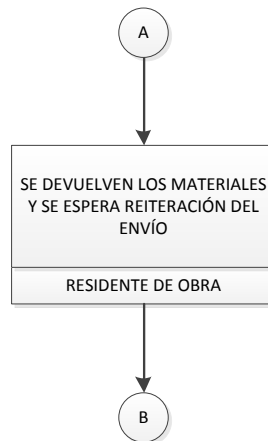 A
SE DEVUELVEN LOS MATERIALES
Y SE ESPERA REITERACIÓN DEL
ENVÍO
RESIDENTE DE OBRA
B